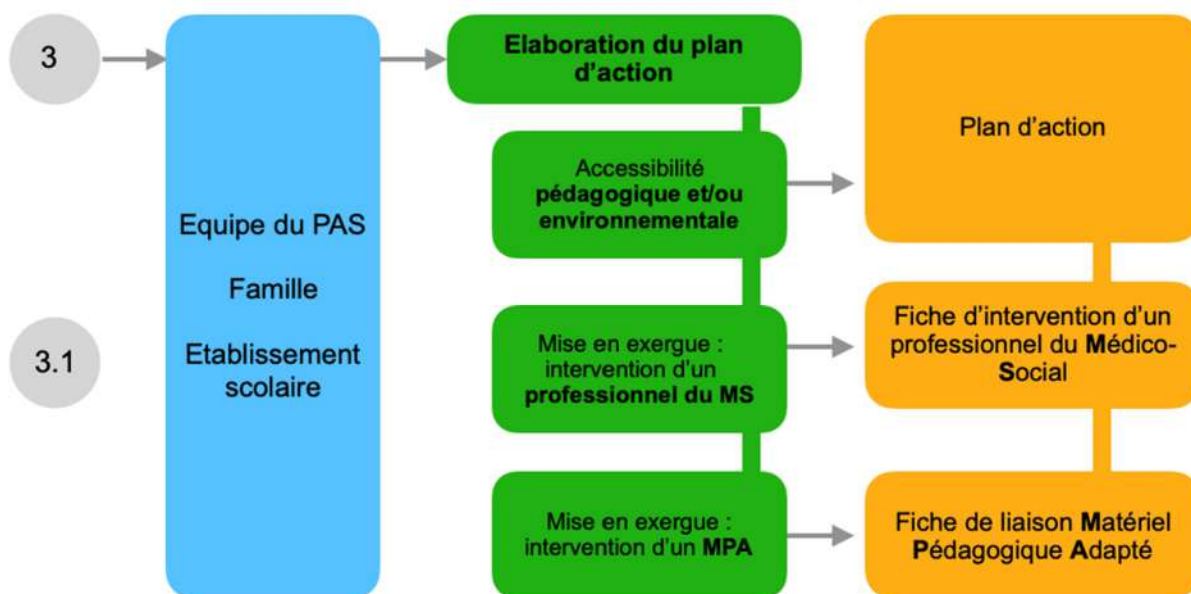 3
Equipe du PAS
Famille
Etablissement
scolaire
3.1
Elaboration du plan
d'action
Accessibilité
pédagogique et/ou
environnementale
Mise en exergue :
intervention d'un
professionnel du MS
Mise en exergue :
intervention d'un MPA
Plan d'action
Fiche d'intervention d'un
professionnel du Médico-
Social
Fiche de liaison Matériel
Pédagogique Adapté